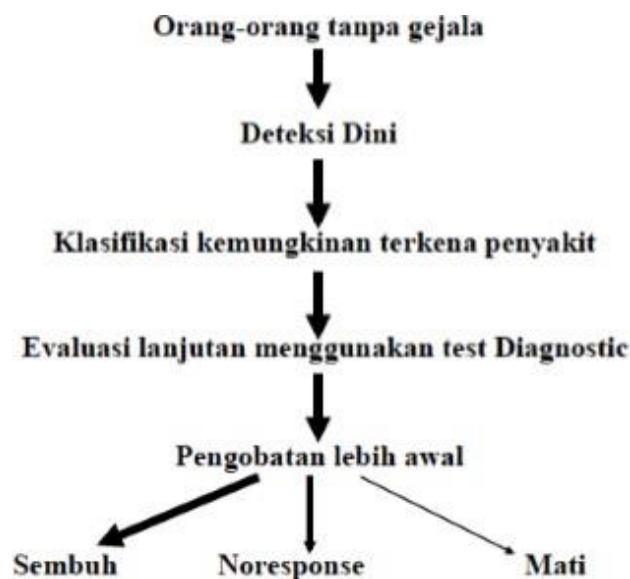 Orang-orang tanpa gejala
Deteksi Dini
Klasifikasi kemungkinan terkena penyakit
Evaluasi lanjutan menggunakan test Diagnostic
Pengobatan lebih awal
Sembuh Noresponse Mati